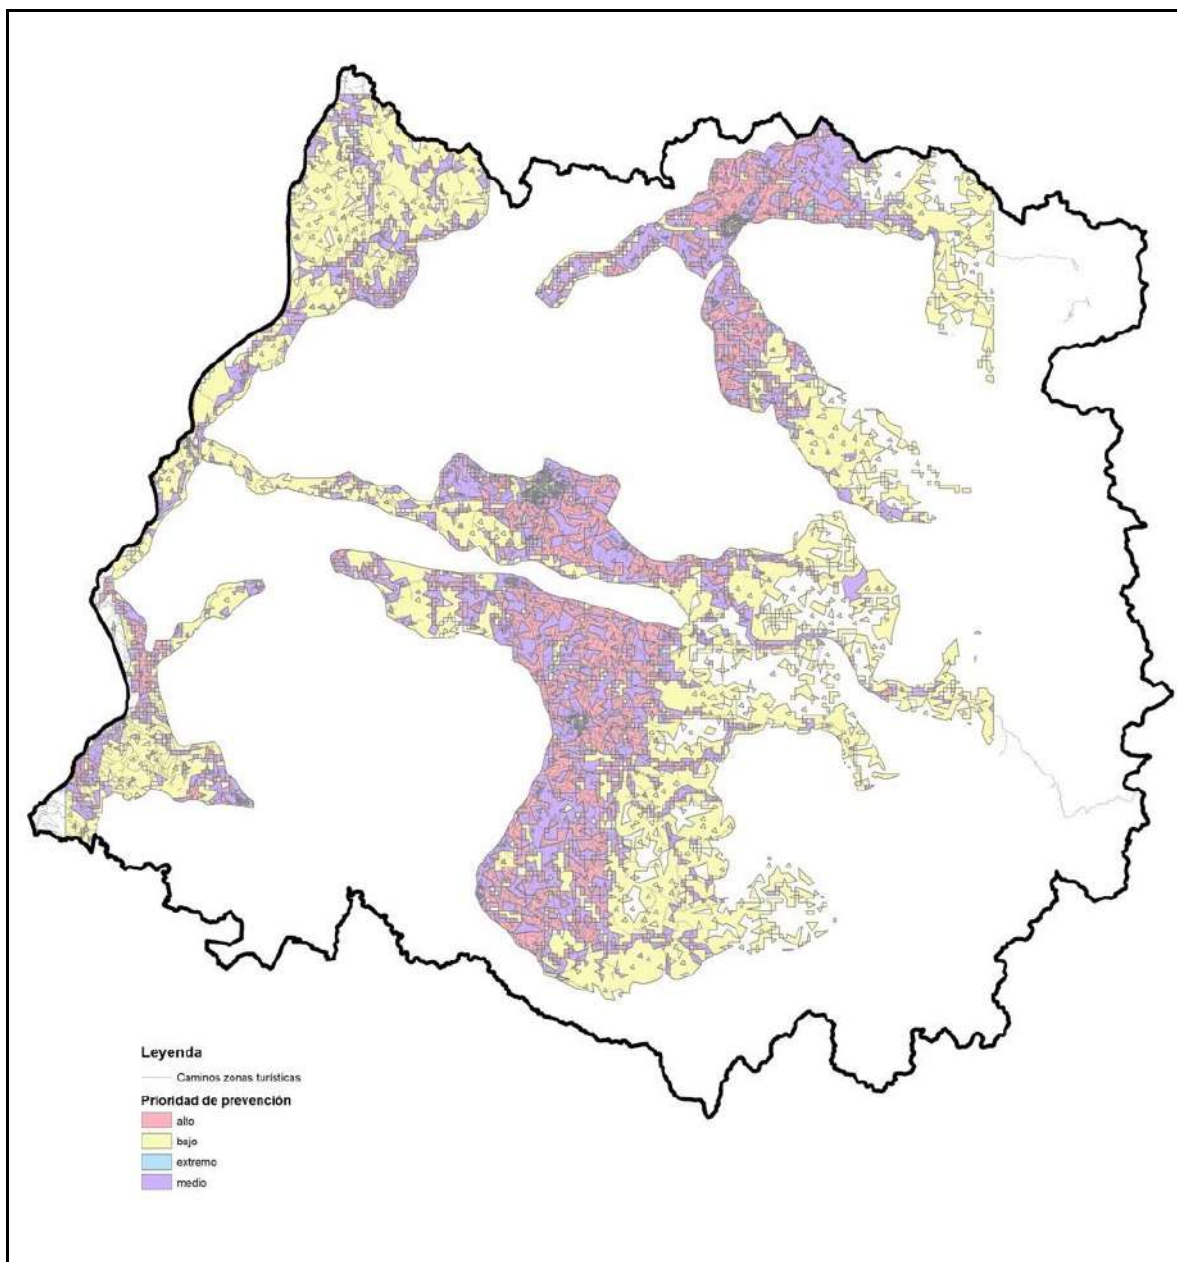 Leyenda
Caminos zonas turísticas
Prioridad de prevención
alto
bajo
extremo
medio